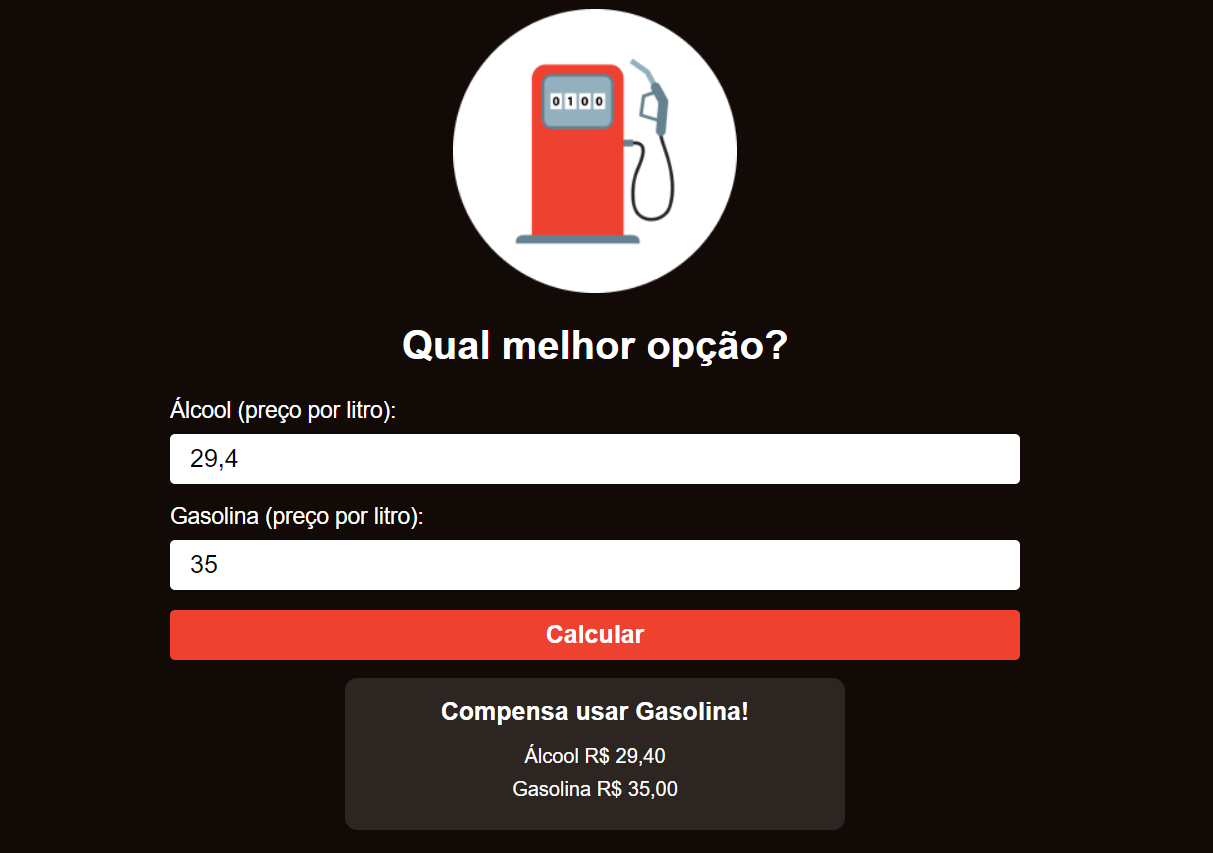 0100
Qual melhor opção?
Álcool (preço por litro):
29,4
Gasolina (preço por litro):
35
Calcular
Compensa usar Gasolina!
Álcool R$ 29,40
Gasolina R$ 35,00